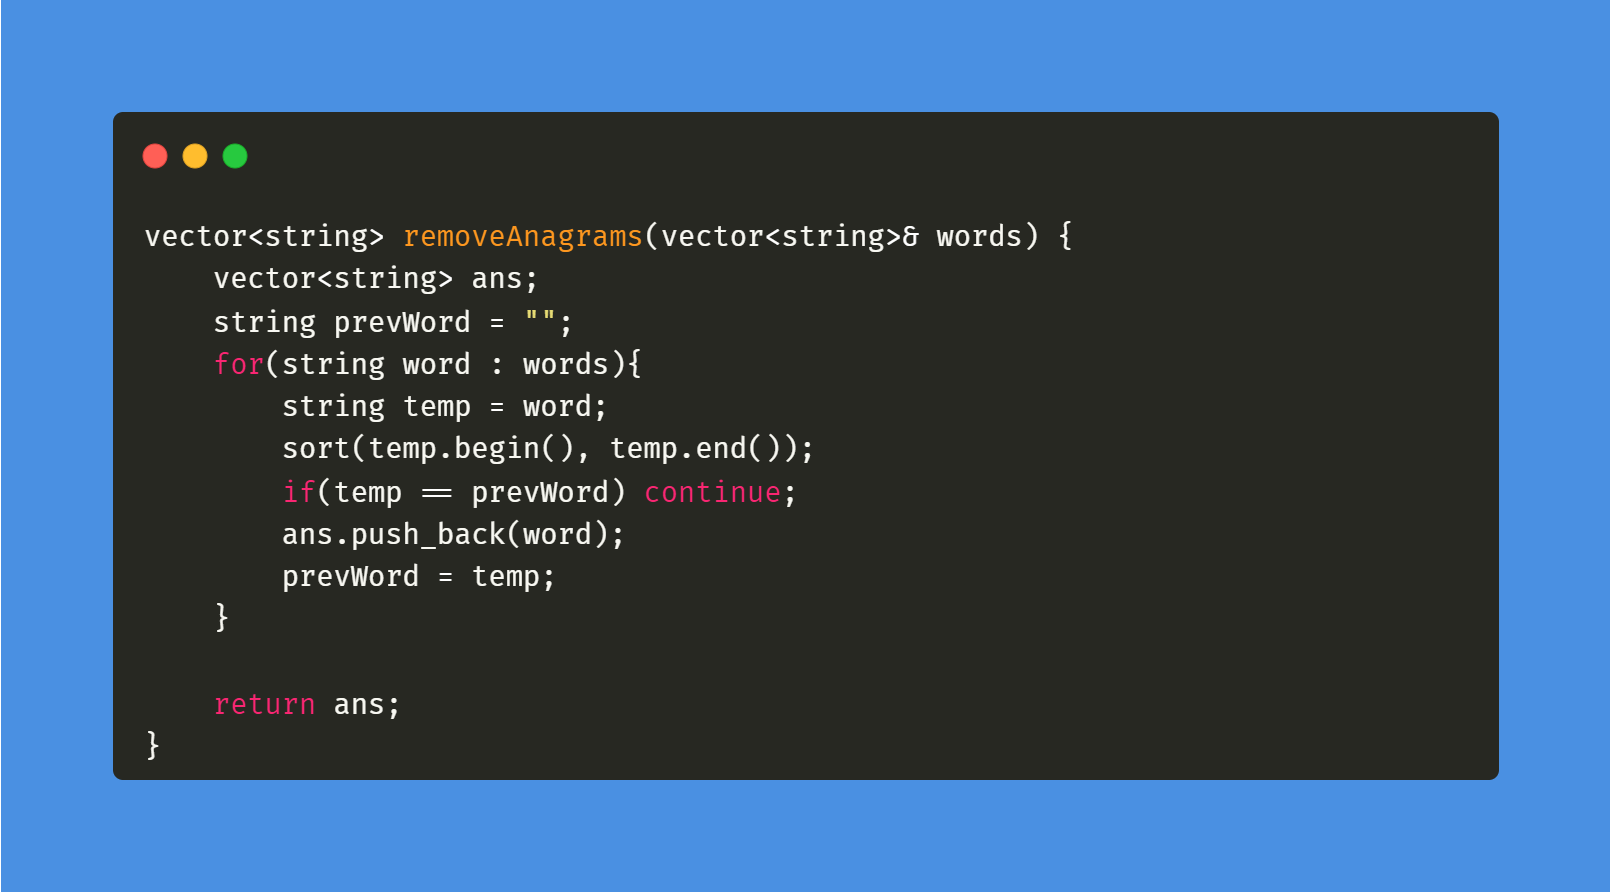 vector<string> removeAnagrams(vector<string>& words) {
    vector<string> ans;
    string prevWord = "";
    for(string word : words){
        string temp = word;
        sort(temp.begin(), temp.end());
        if(temp == prevWord) continue;
        ans.push_back(word);
        prevWord = temp;
    }

    return ans;
}